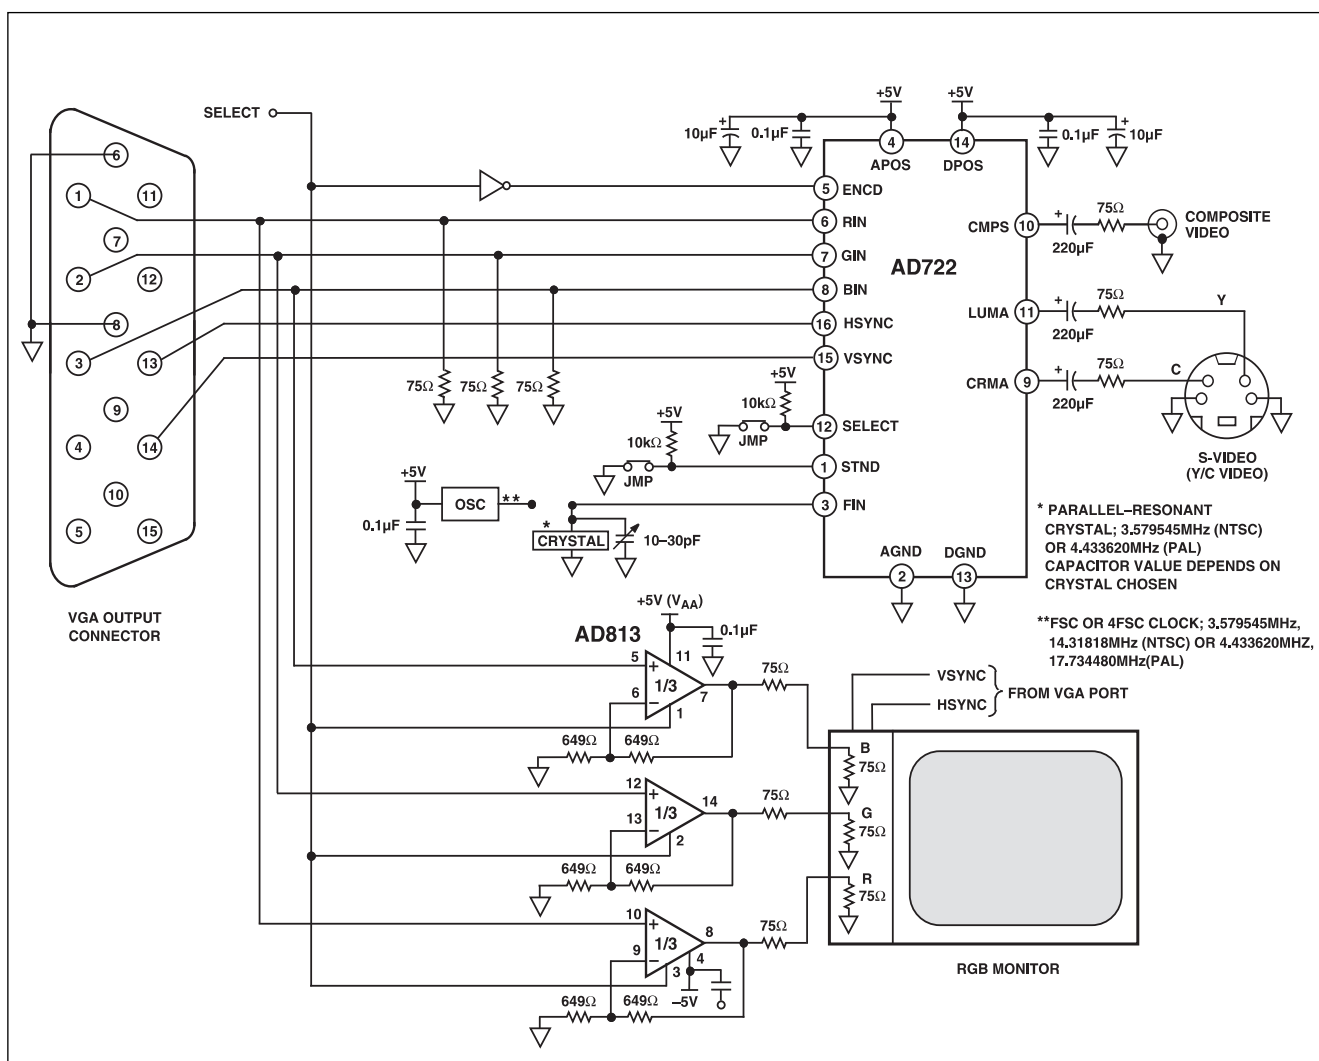 SELECT
6
1
11
7
2
12
8
3
13
9
4
14
10
5
15
VGA OUTPUT
CONNECTOR
+5V
+5V
10µF
+
0.1µF
0.1µF
+
10µF
4
14
APOS
DPOS
5 ENCD
6 RIN
7 GIN
8 BIN
16 HSYNC
15 VSYNC
12 SELECT
1 STND
3 FIN
AD722
CMPS 10
LUMA 11
CRMA 9
AGND
DGND
2
13
+
220µF
75Ω
COMPOSITE
VIDEO
+
220µF
75Ω
Y
+
220µF
75Ω
C
S-VIDEO
(Y/C VIDEO)
75Ω
75Ω
75Ω
+5V
10kΩ
JMP
+5V
10kΩ
JMP
+5V
OSC
**
0.1µF
*
CRYSTAL
10–30pF
* PARALLEL–RESONANT
CRYSTAL; 3.579545MHz (NTSC)
OR 4.433620MHz (PAL)
CAPACITOR VALUE DEPENDS ON
CRYSTAL CHOSEN
**FSC OR 4FSC CLOCK; 3.579545MHz,
14.31818MHz (NTSC) OR 4.433620MHZ,
17.734480MHz(PAL)
+5V (VAA)
AD813
0.1µF
5
+
11
1/3
6
–
7
1
75Ω
649Ω
649Ω
12
+
14
1/3
13
–
2
75Ω
649Ω
649Ω
10
+
8
1/3
9
–
4
3
–5V
75Ω
649Ω
649Ω
VSYNC
HSYNC
FROM VGA PORT
B
75Ω
G
75Ω
R
75Ω
RGB MONITOR